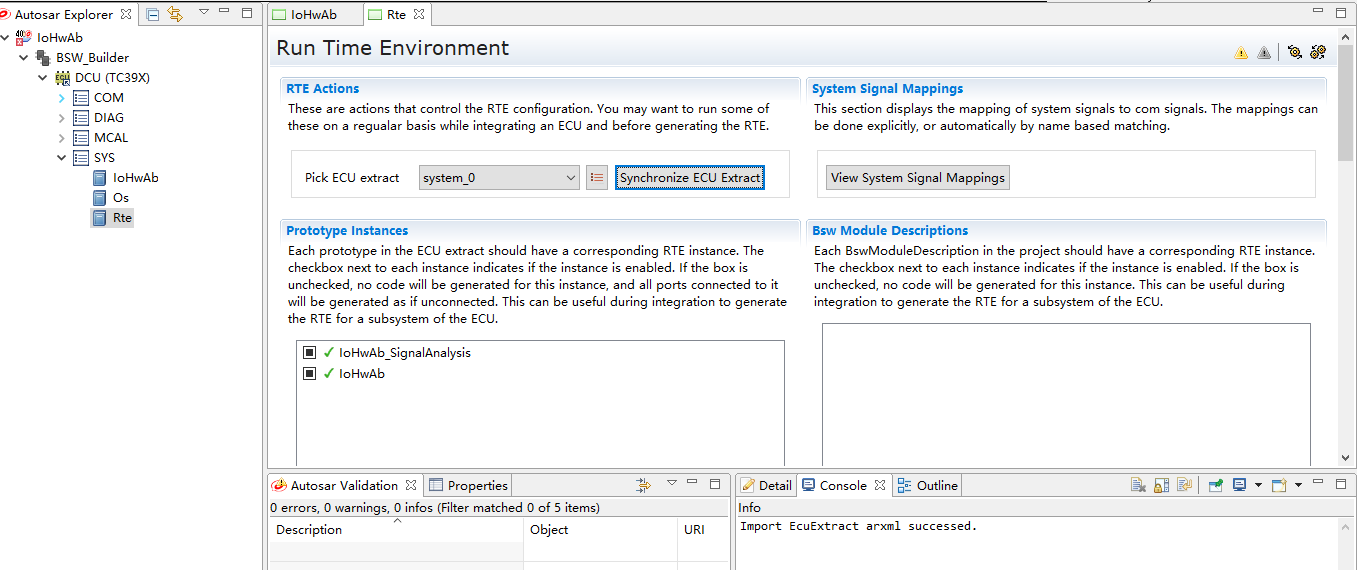 Autosar Explorer
IoHwAb
BSW_Builder
DCU (TC39X)
COM
DIAG
MCAL
SYS
IoHwAb
Os
Rte
IoHwAb
Rte
Run Time Environment
RTE Actions
These are actions that control the RTE configuration. You may want to run some of
these on a regualar basis while integrating an ECU and before generating the RTE.
Pick ECU extract
system_0
Synchronize ECU Extract
System Signal Mappings
This section displays the mapping of system signals to com signals. The mappings can
be done explicitly, or automatically by name based matching.
View System Signal Mappings
Prototype Instances
Each prototype in the ECU extract should have a corresponding RTE instance. The
checkbox next to each instance indicates if the instance is enabled. If the box is
unchecked, no code will be generated for this instance, and all ports connected to it
will be generated as if unconnected. This can be useful during integration to generate
the RTE for a subsystem of the ECU.
IoHwAb_SignalAnalysis
IoHwAb
Bsw Module Descriptions
Each BswModuleDescription in the project should have a corresponding RTE instance.
The checkbox next to each instance indicates if the instance is enabled. If the box is
unchecked, no code will be generated for this instance. This can be useful during
integration to generate the RTE for a subsystem of the ECU.
Autosar Validation
Properties
0 errors, 0 warnings, 0 infos (Filter matched 0 of 5 items)
Description
Object
URI
Detail
Console
Outline
Info
Import EcuExtract arxml successed.